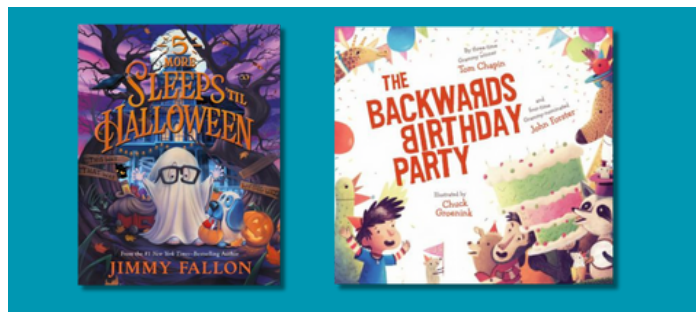 5
MORE
SLEEPS 'TIL
HALLOWEEN
From the #1 New York Times-Bestselling Author
JIMMY FALLON
By three-time
Grammy winner
Tom Chapin
and
four-time
Grammy-nominated
John Forster
THE
BACKWARDS
BIRTHDAY
PARTY
Illustrated by
Chuck
Groenink